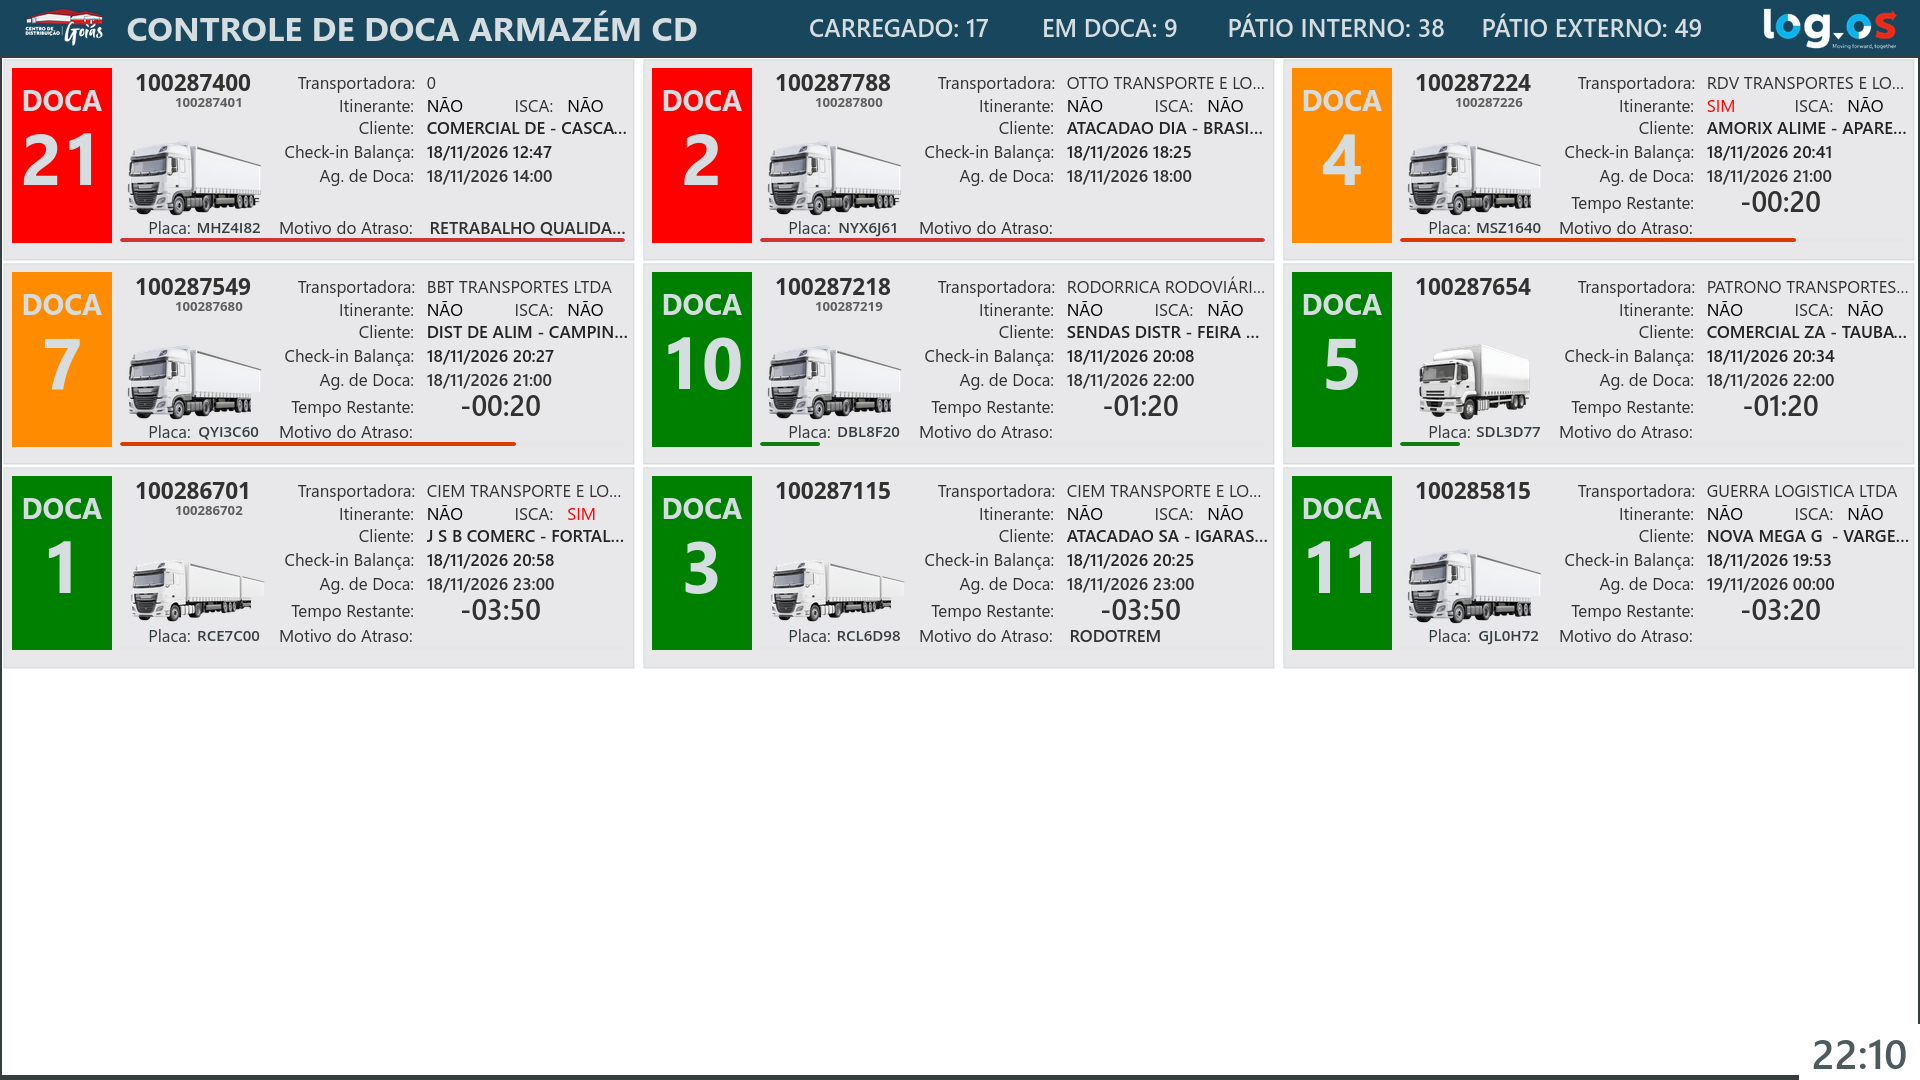 CENTRO DE DISTRIBUIÇÃO Goiás
CONTROLE DE DOCA ARMAZÉM CD
CARREGADO: 17
EM DOCA: 9
PÁTIO INTERNO: 38
PÁTIO EXTERNO: 49
log.os
Moving forward, together
DOCA
21
100287400
100287401
Transportadora: 0
Itinerante: NÃO ISCA: NÃO
Cliente: COMERCIAL DE - CASCA...
Check-in Balança: 18/11/2026 12:47
Ag. de Doca: 18/11/2026 14:00
Placa: MHZ4I82 Motivo do Atraso: RETRABALHO QUALIDA...
DOCA
2
100287788
100287800
Transportadora: OTTO TRANSPORTE E LO...
Itinerante: NÃO ISCA: NÃO
Cliente: ATACADAO DIA - BRASI...
Check-in Balança: 18/11/2026 18:25
Ag. de Doca: 18/11/2026 18:00
Placa: NYX6J61 Motivo do Atraso:
DOCA
4
100287224
100287226
Transportadora: RDV TRANSPORTES E LO...
Itinerante: SIM ISCA: NÃO
Cliente: AMORIX ALIME - APARE...
Check-in Balança: 18/11/2026 20:41
Ag. de Doca: 18/11/2026 21:00
Tempo Restante: -00:20
Placa: MSZ1640 Motivo do Atraso:
DOCA
7
100287549
100287680
Transportadora: BBT TRANSPORTES LTDA
Itinerante: NÃO ISCA: NÃO
Cliente: DIST DE ALIM - CAMPIN...
Check-in Balança: 18/11/2026 20:27
Ag. de Doca: 18/11/2026 21:00
Tempo Restante: -00:20
Placa: QYI3C60 Motivo do Atraso:
DOCA
10
100287218
100287219
Transportadora: RODORRICA RODOVIÁRI...
Itinerante: NÃO ISCA: NÃO
Cliente: SENDAS DISTR - FEIRA ...
Check-in Balança: 18/11/2026 20:08
Ag. de Doca: 18/11/2026 22:00
Tempo Restante: -01:20
Placa: DBL8F20 Motivo do Atraso:
DOCA
5
100287654
Transportadora: PATRONO TRANSPORTES...
Itinerante: NÃO ISCA: NÃO
Cliente: COMERCIAL ZA - TAUBA...
Check-in Balança: 18/11/2026 20:34
Ag. de Doca: 18/11/2026 22:00
Tempo Restante: -01:20
Placa: SDL3D77 Motivo do Atraso:
DOCA
1
100286701
100286702
Transportadora: CIEM TRANSPORTE E LO...
Itinerante: NÃO ISCA: SIM
Cliente: J S B COMERC - FORTAL...
Check-in Balança: 18/11/2026 20:58
Ag. de Doca: 18/11/2026 23:00
Tempo Restante: -03:50
Placa: RCE7C00 Motivo do Atraso:
DOCA
3
100287115
Transportadora: CIEM TRANSPORTE E LO...
Itinerante: NÃO ISCA: NÃO
Cliente: ATACADAO SA - IGARAS...
Check-in Balança: 18/11/2026 20:25
Ag. de Doca: 18/11/2026 23:00
Tempo Restante: -03:50
Placa: RCL6D98 Motivo do Atraso: RODOTREM
DOCA
11
100285815
Transportadora: GUERRA LOGISTICA LTDA
Itinerante: NÃO ISCA: NÃO
Cliente: NOVA MEGA G - VARGE...
Check-in Balança: 18/11/2026 19:53
Ag. de Doca: 19/11/2026 00:00
Tempo Restante: -03:20
Placa: GJL0H72 Motivo do Atraso:
22:10